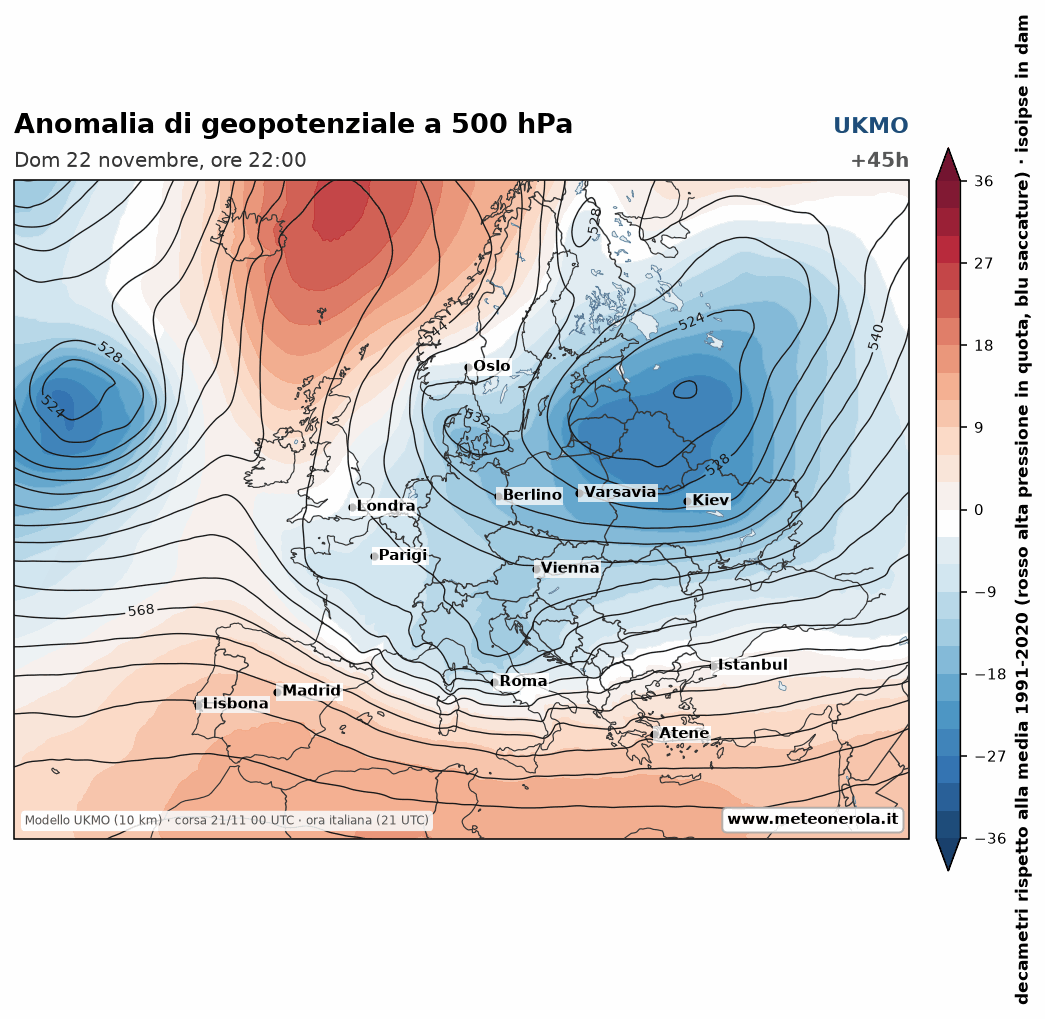 Anomalia di geopotenziale a 500 hPa
UKMO
Dom 22 novembre, ore 22:00
+45h
528
528
524
540
544
Oslo
524
532
528
Berlino
Varsavia
Kiev
Londra
Parigi
Vienna
568
Istanbul
Roma
Madrid
Lisbona
Atene
Modello UKMO (10 km) · corsa 21/11 00 UTC · ora italiana (21 UTC)
www.meteonerola.it
36
27
18
9
0
−9
−18
−27
−36
decametri rispetto alla media 1991-2020 (rosso alta pressione in quota, blu saccature) · isoipse in dam